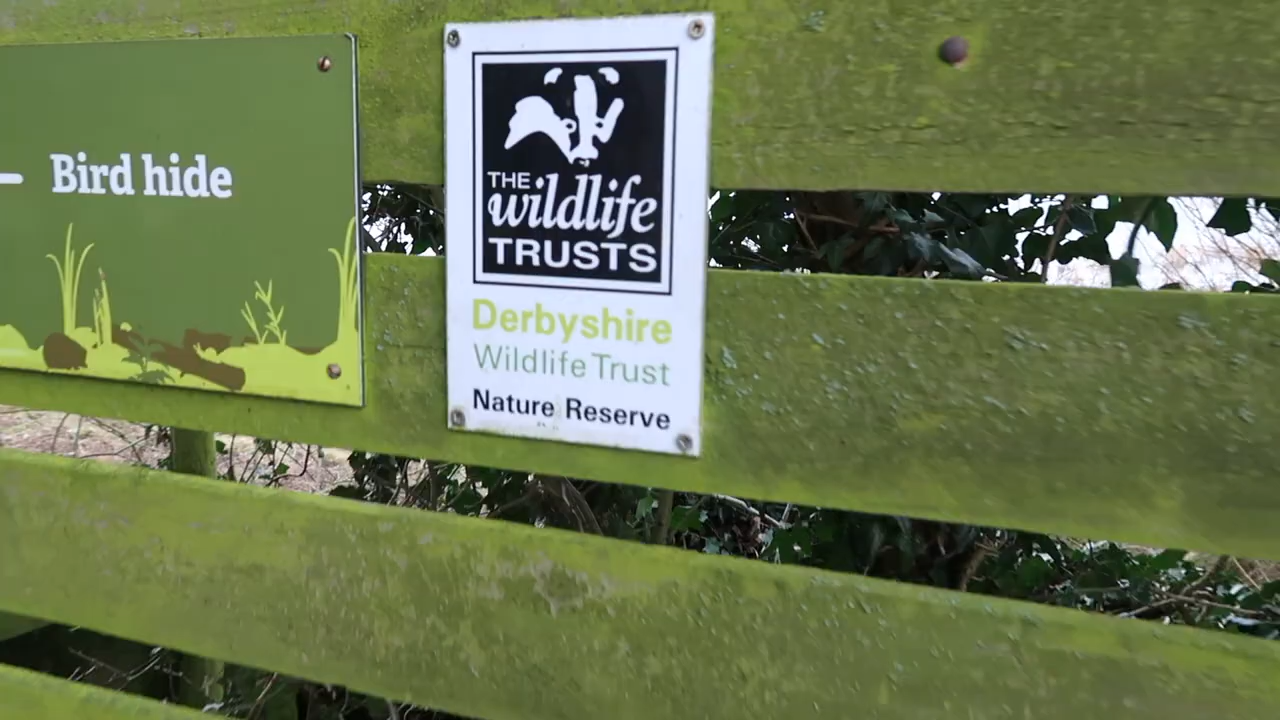 Bird hide
THE
wildlife
TRUSTS
Derbyshire
Wildlife Trust
Nature Reserve